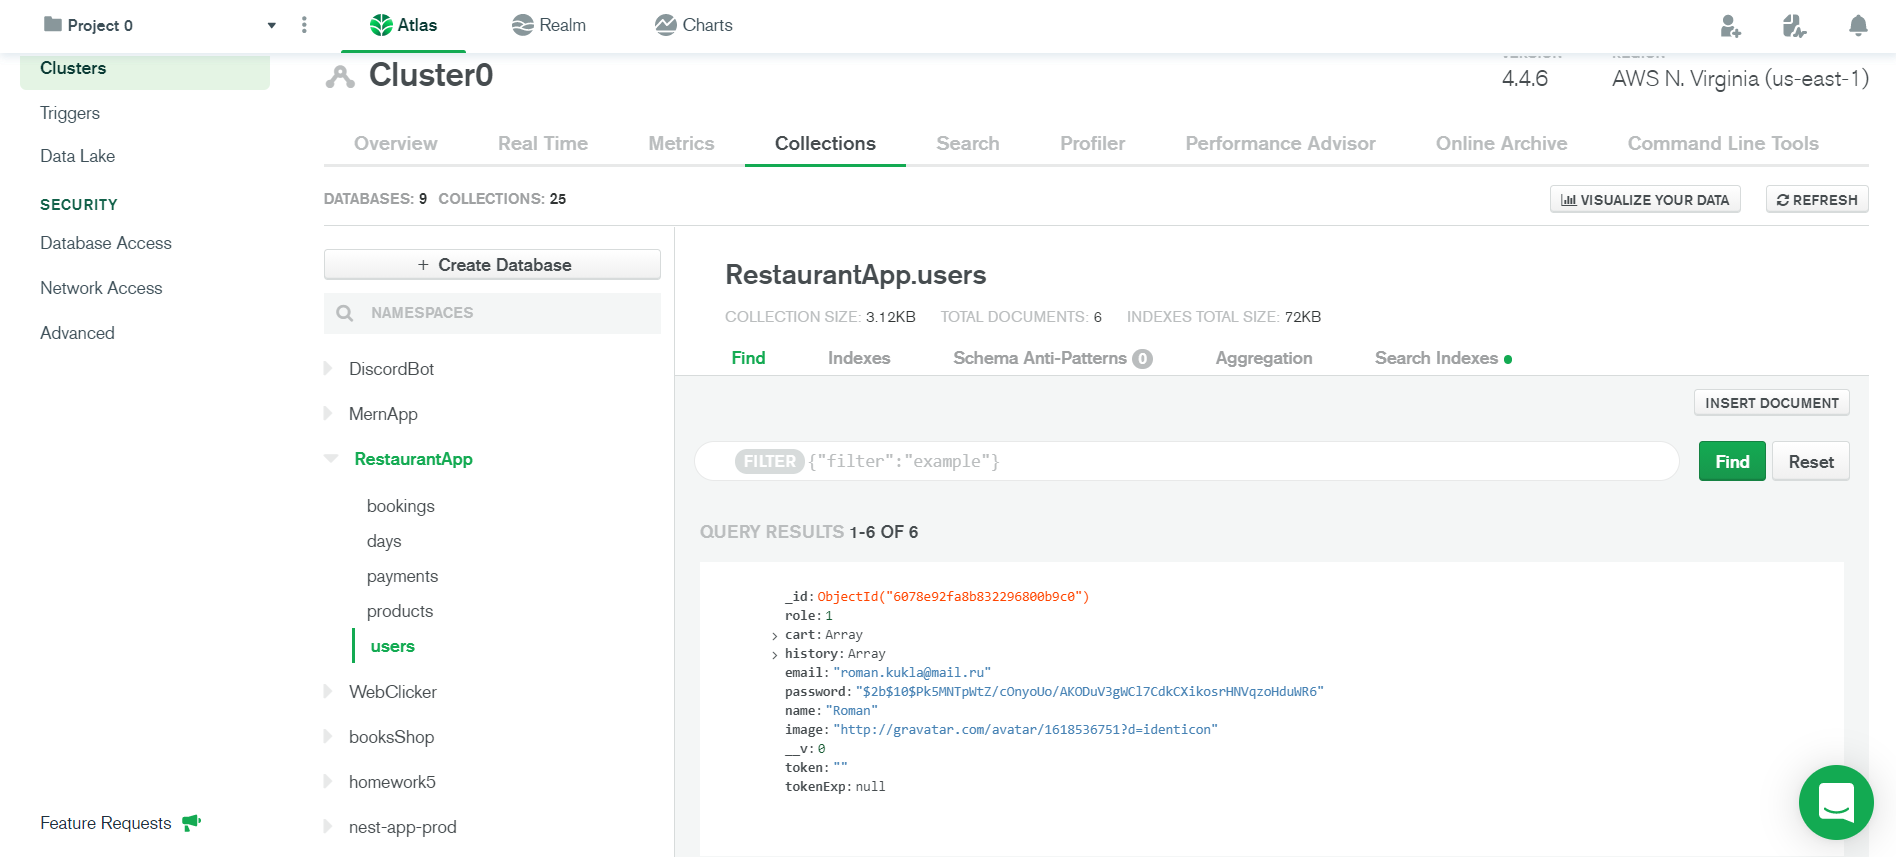 Project 0
Atlas
Realm
Charts
Clusters
Triggers
Data Lake
SECURITY
Database Access
Network Access
Advanced
Feature Requests
Cluster0
VERSION
4.4.6
REGION
AWS N. Virginia (us-east-1)
Overview Real Time Metrics Collections Search Profiler Performance Advisor Online Archive Command Line Tools
DATABASES: 9 COLLECTIONS: 25
VISUALIZE YOUR DATA
REFRESH
+ Create Database
NAMESPACES
DiscordBot
MernApp
RestaurantApp
bookings
days
payments
products
users
WebClicker
booksShop
homework5
nest-app-prod
RestaurantApp.users
COLLECTION SIZE: 3.12KB TOTAL DOCUMENTS: 6 INDEXES TOTAL SIZE: 72KB
Find Indexes Schema Anti-Patterns 0 Aggregation Search Indexes
INSERT DOCUMENT
FILTER {"filter":"example"}
Find
Reset
QUERY RESULTS 1-6 OF 6
_id: ObjectId("6078e92fa8b832296800b9c0")
role: 1
cart: Array
history: Array
email: "roman.kukla@mail.ru"
password: "$2b$10$Pk5MNTpWtZ/cOnyoUo/AKODuV3gWCl7CdkCXikosrHNVqzoHduWR6"
name: "Roman"
image: "http://gravatar.com/avatar/1618536751?d=identicon"
__v: 0
token: ""
tokenExp: null